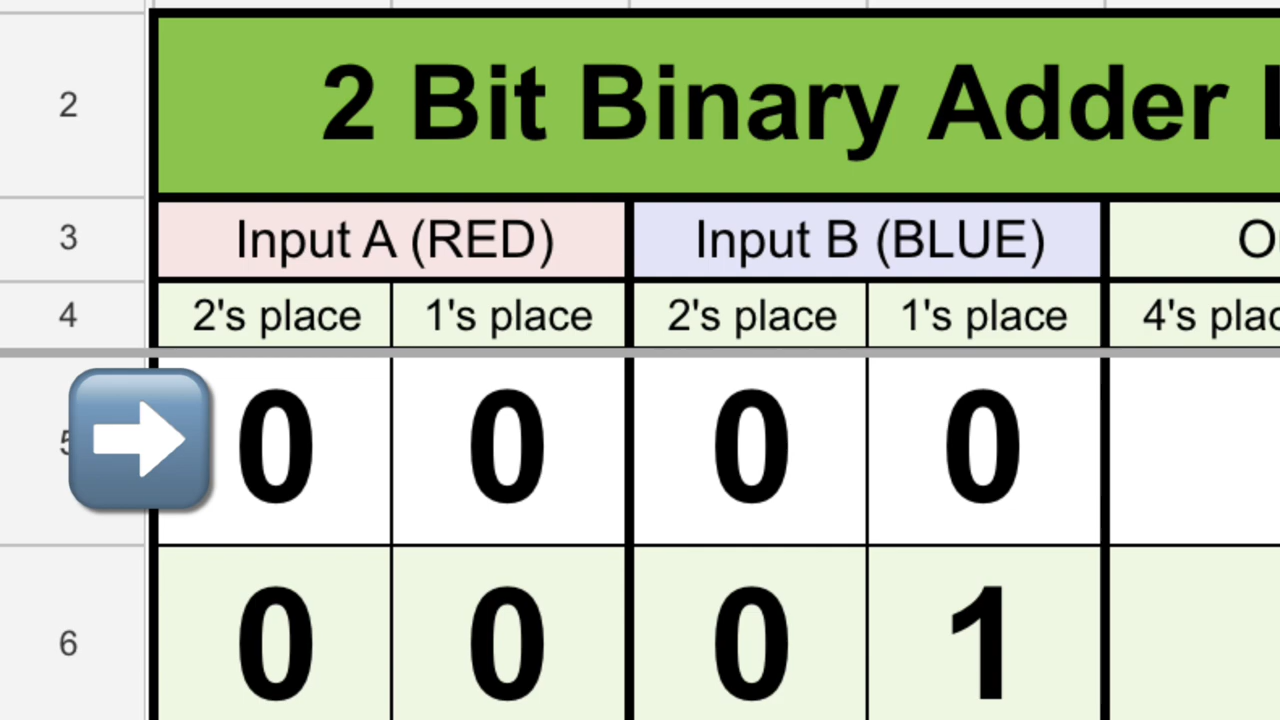 2 2 Bit Binary Adder
3 Input A (RED) Input B (BLUE)
4 2's place 1's place 2's place 1's place 4's
0 0 0 0
6 0 0 0 1